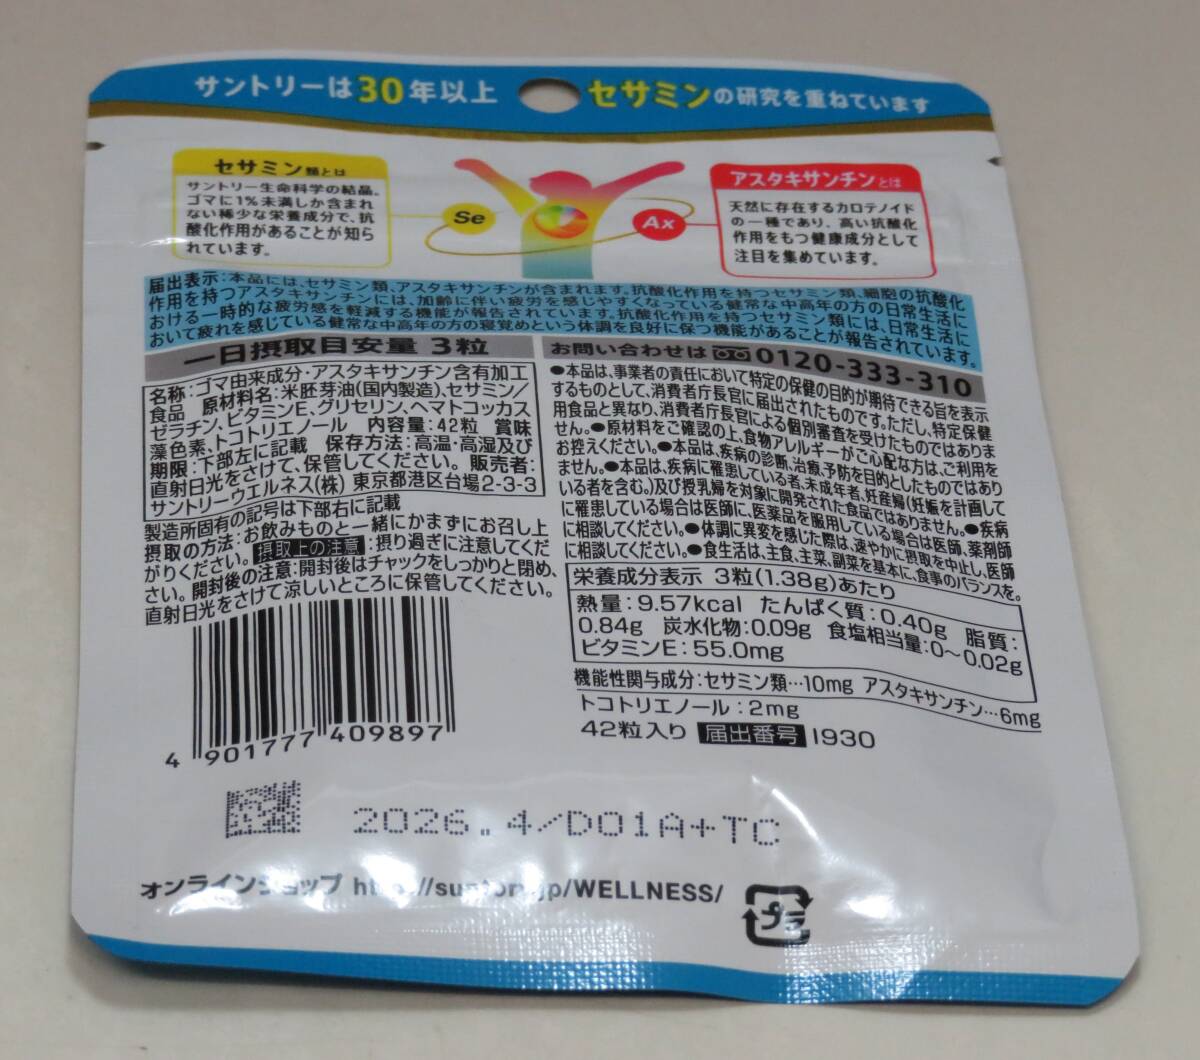 サントリーは30年以上 セサミンの研究を重ねています
セサミン類とは
サントリー生命科学の結晶。
ゴマに1%未満しか含まれ
ない稀少な栄養成分で、抗
酸化作用があることが知ら
れています。
Se
Ax
アスタキサンチンとは
天然に存在するカロテノイド
の一種であり、高い抗酸化
作用をもつ健康成分として
注目を集めています。
届出表示:本品には、セサミン類、アスタキサンチンが含まれます。抗酸化作用を持つセサミン類、細胞の抗酸化
作用を持つアスタキサンチンには、加齢に伴い疲労を感じやすくなっている健常な中高年の方の日常生活に
おける一時的な疲労感を軽減する機能が報告されています。抗酸化作用を持つセサミン類には、日常生活に
おいて疲れを感じている健常な中高年の方の寝覚めという体調を良好に保つ機能があることが報告されています。
一日摂取目安量 3粒
名称:ゴマ由来成分・アスタキサンチン含有加工
食品 原材料名:米胚芽油(国内製造)、セサミン/
ゼラチン、ビタミンE、グリセリン、ヘマトコッカス
藻色素、トコトリエノール 内容量:42粒 賞味
期限:下部左に記載 保存方法:高温・高湿及び
直射日光をさけて、保管してください。 販売者:
サントリーウエルネス(株) 東京都港区台場2-3-3
製造所固有の記号は下部右に記載
摂取の方法:お飲みものと一緒にかまずにお召し上
がりください。 摂取上の注意:摂り過ぎに注意してくだ
さい。開封後の注意:開封後はチャックをしっかりと閉め、
直射日光をさけて涼しいところに保管してください。
4 901777 409897
お問い合わせは 0120-333-310
●本品は、事業者の責任において特定の保健の目的が期待できる旨を表示
するものとして、消費者庁長官に届出されたものです。ただし、特定保健
用食品と異なり、消費者庁長官による個別審査を受けたものではありま
せん。●原材料をご確認の上、食物アレルギーがご心配な方は、ご利用を
お控えください。●本品は、疾病の診断、治療、予防を目的としたものではあり
ません。●本品は、疾病に罹患している者、未成年者、妊産婦(妊娠を計画して
いる者を含む。)及び授乳婦を対象に開発された食品ではありません。●疾病
に罹患している場合は医師に、医薬品を服用している場合は医師、薬剤師
に相談してください。●体調に異変を感じた際は、速やかに摂取を中止し、医師
に相談してください。●食生活は、主食、主菜、副菜を基本に、食事のバランスを。
栄養成分表示 3粒(1.38g)あたり
熱量:9.57kcal たんぱく質:0.40g 脂質:
0.84g 炭水化物:0.09g 食塩相当量:0~0.02g
ビタミンE:55.0mg
機能性関与成分:セサミン類…10mg アスタキサンチン…6mg
トコトリエノール:2mg
42粒入り 届出番号 I930
2026.4/D01A+TC
オンラインショップ http://suntory.jp/WELLNESS/
プラ